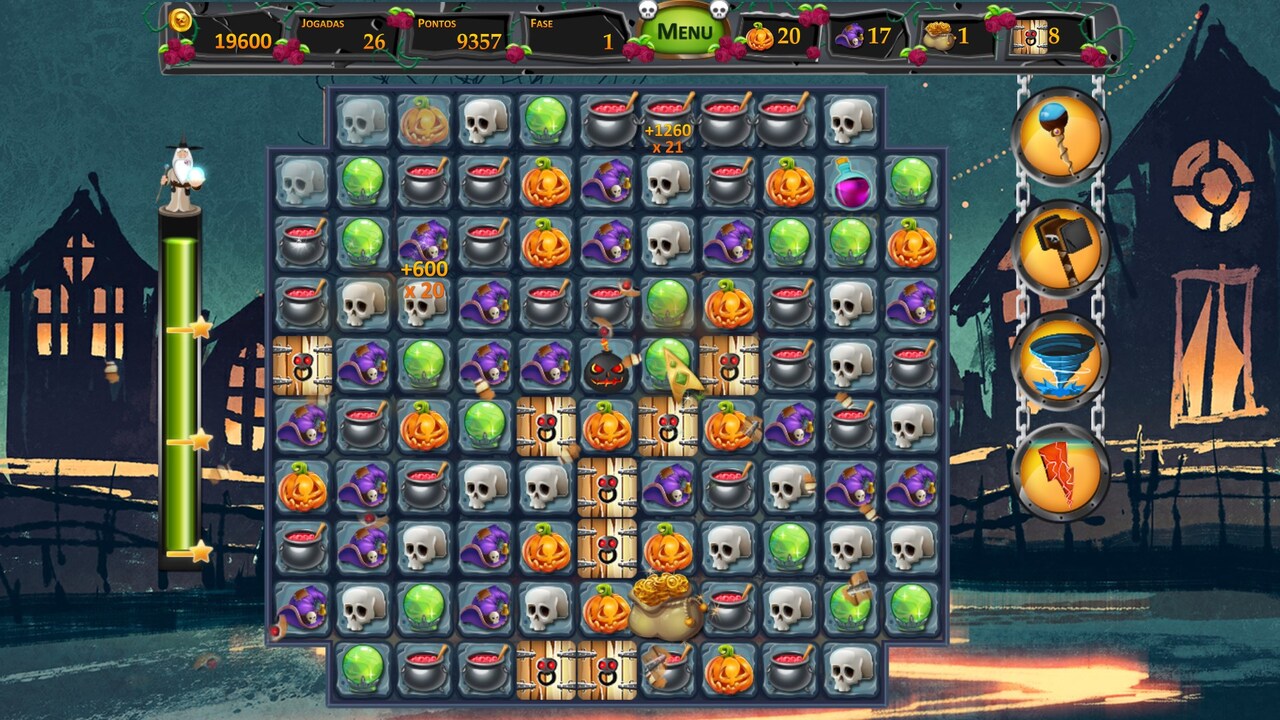 19600
JOGADAS
26
PONTOS
9357
FASE
1
MENU
20
17
1
8
+1260
x 21
+600
x 20